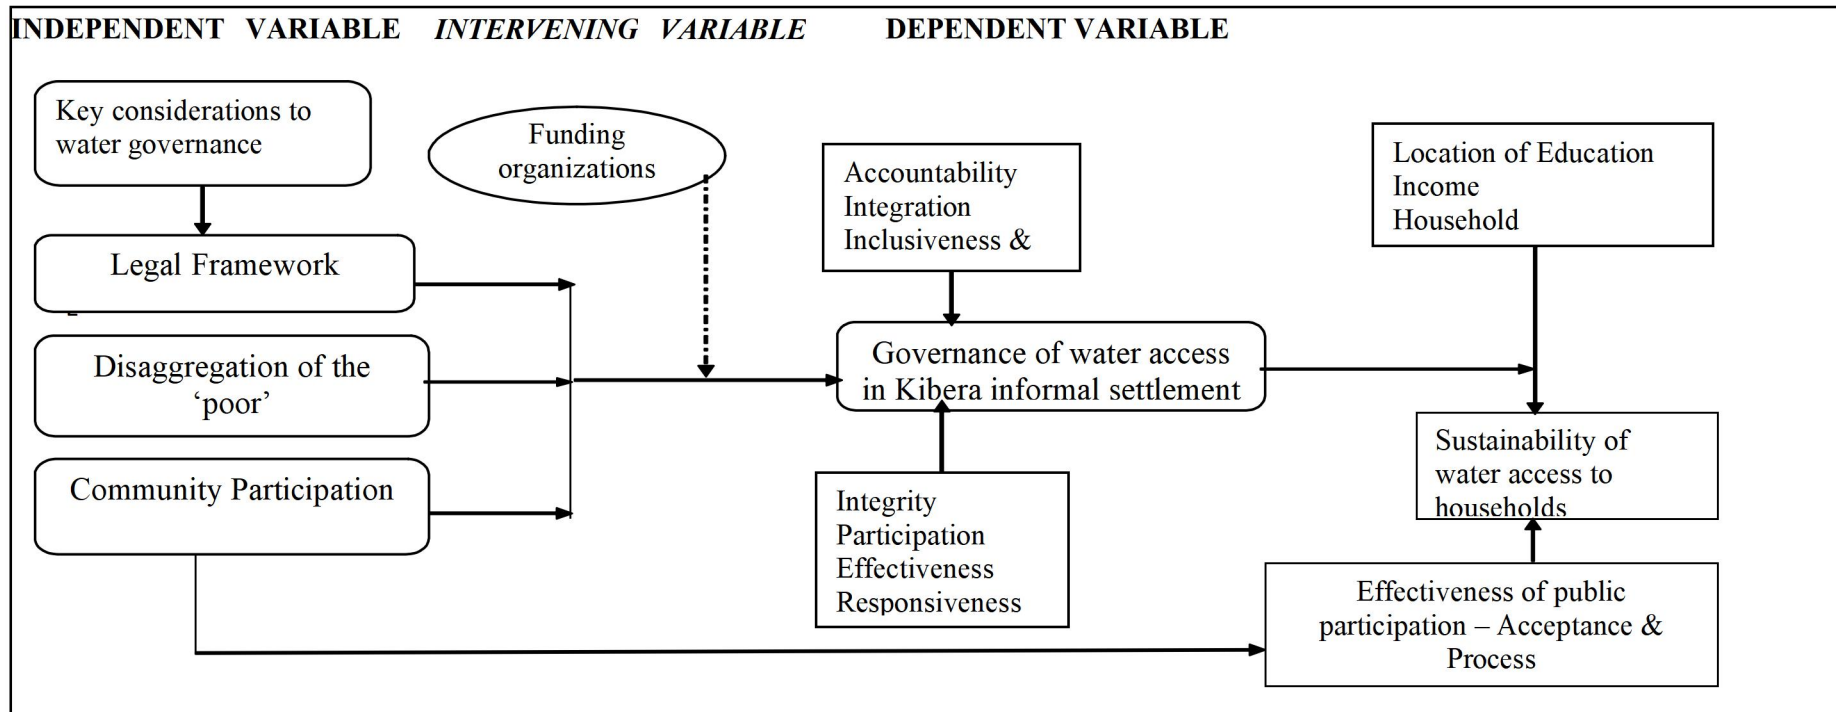 INDEPENDENT VARIABLE INTERVENING VARIABLE DEPENDENT VARIABLE
Key considerations to
water governance
Funding
organizations
Accountability
Integration
Inclusiveness &
Location of Education
Income
Household
Legal Framework
Disaggregation of the
‘poor’
Governance of water access
in Kibera informal settlement
Community Participation
Integrity
Participation
Effectiveness
Responsiveness
Sustainability of
water access to
households
Effectiveness of public
participation – Acceptance &
Process